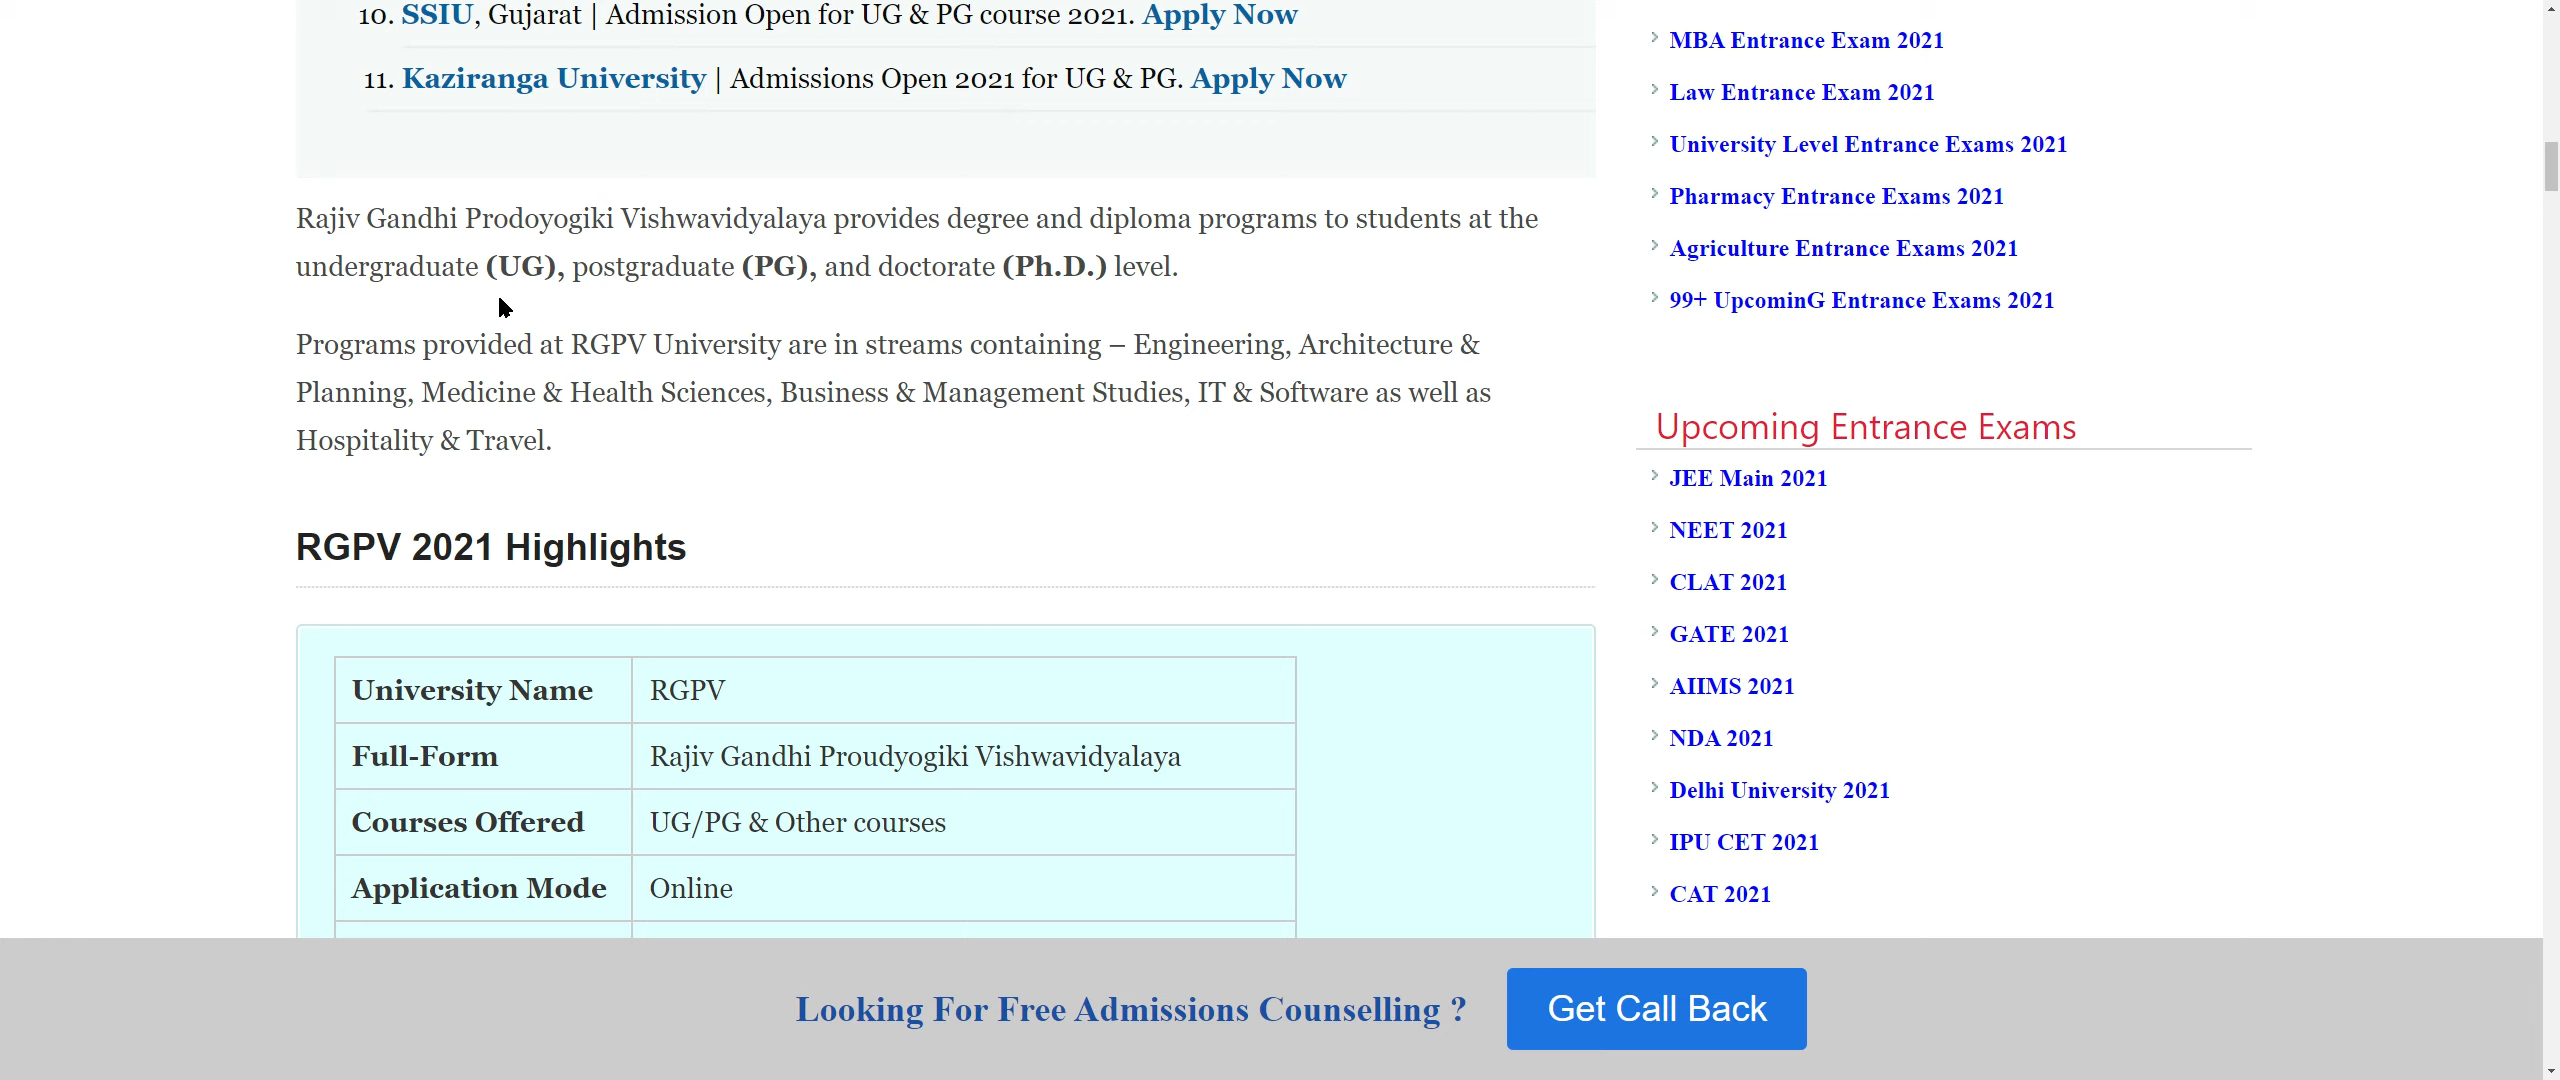 10. SSIU, Gujarat | Admission Open for UG & PG course 2021. Apply Now
11. Kaziranga University | Admissions Open 2021 for UG & PG. Apply Now
Rajiv Gandhi Prodoyogiki Vishwavidyalaya provides degree and diploma programs to students at the
undergraduate (UG), postgraduate (PG), and doctorate (Ph.D.) level.
Programs provided at RGPV University are in streams containing – Engineering, Architecture &
Planning, Medicine & Health Sciences, Business & Management Studies, IT & Software as well as
Hospitality & Travel.
RGPV 2021 Highlights
University Name RGPV
Full-Form Rajiv Gandhi Proudyogiki Vishwavidyalaya
Courses Offered UG/PG & Other courses
Application Mode Online
MBA Entrance Exam 2021
Law Entrance Exam 2021
University Level Entrance Exams 2021
Pharmacy Entrance Exams 2021
Agriculture Entrance Exams 2021
99+ UpcominG Entrance Exams 2021
Upcoming Entrance Exams
JEE Main 2021
NEET 2021
CLAT 2021
GATE 2021
AIIMS 2021
NDA 2021
Delhi University 2021
IPU CET 2021
CAT 2021
Looking For Free Admissions Counselling ? Get Call Back